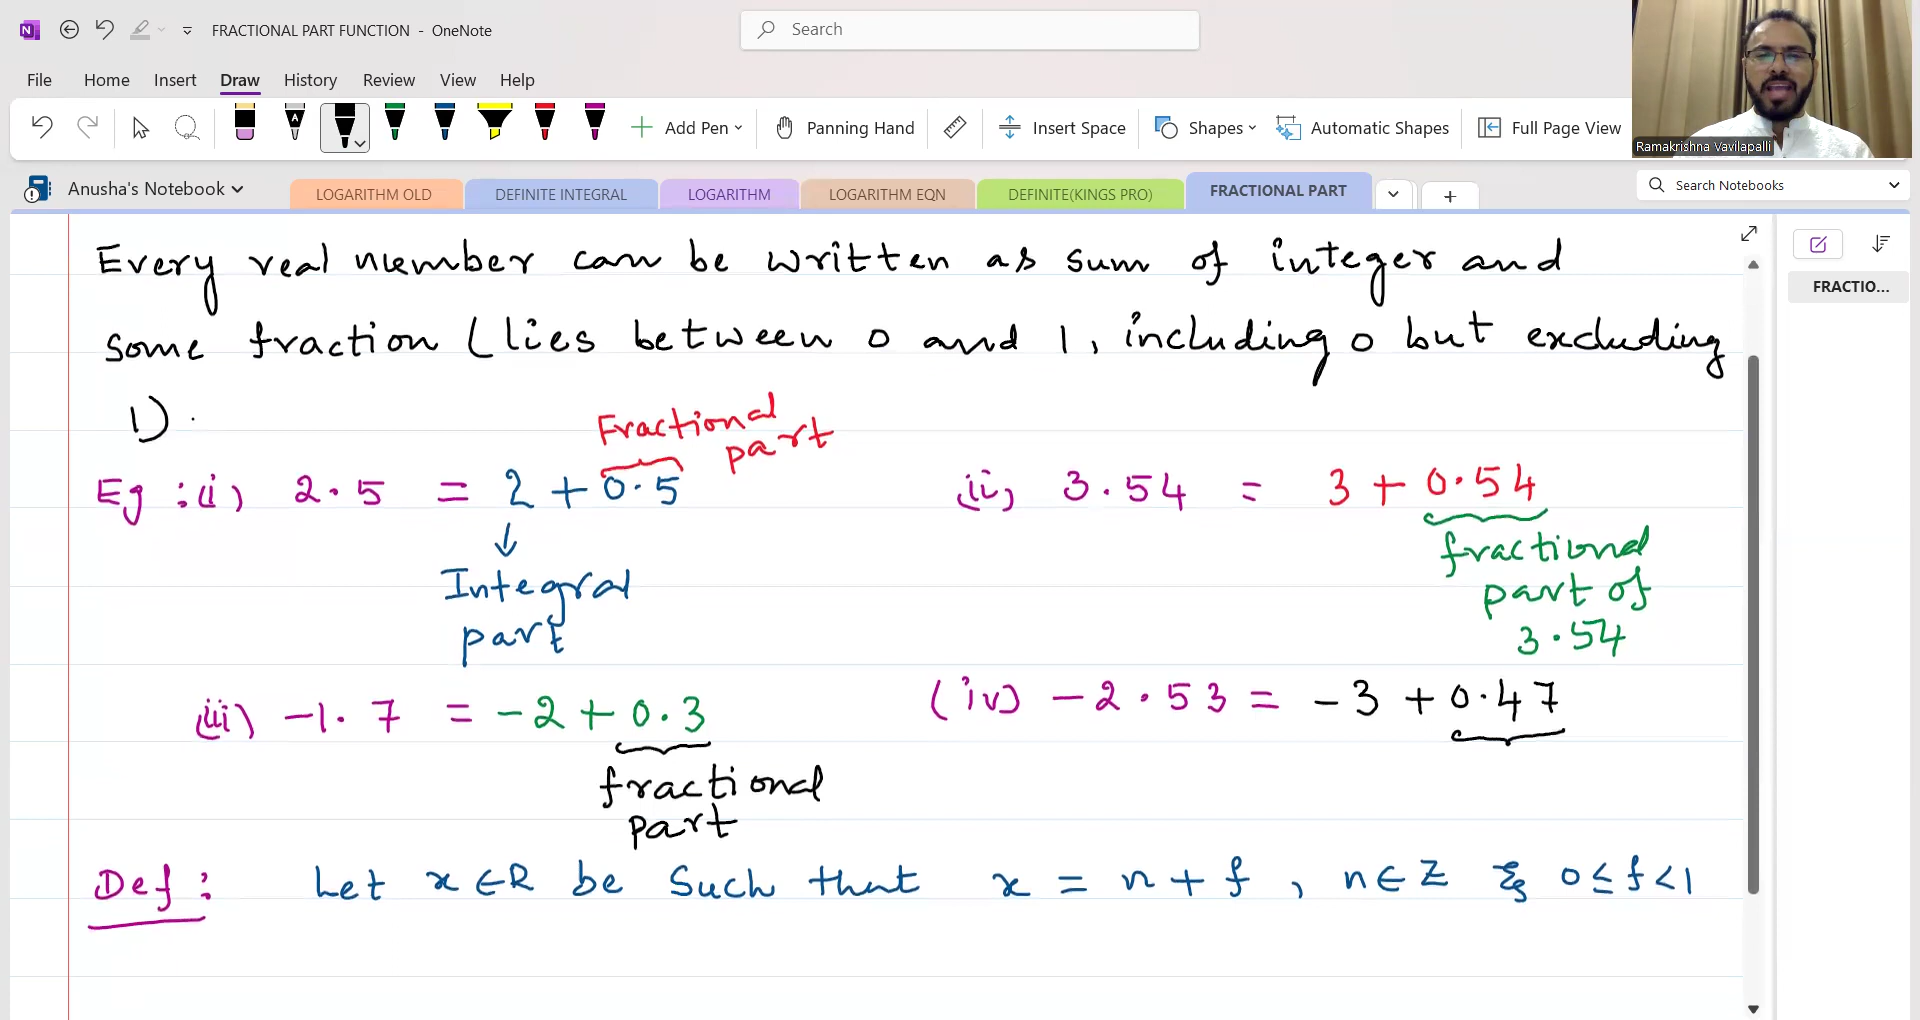 FRACTIONAL PART FUNCTION - OneNote
Search
File Home Insert Draw History Review View Help
Add Pen Panning Hand Insert Space Shapes Automatic Shapes Full Page View
Ramakrishna Vavilapalli
Anusha's Notebook LOGARITHM OLD DEFINITE INTEGRAL LOGARITHM LOGARITHM EQN DEFINITE(KINGS PRO) FRACTIONAL PART + Search Notebooks
FRACTIO...
Every real number can be written as sum of integer and
some fraction (lies between 0 and 1, including 0 but excluding
1).
Fractional
part
Eg : (i) 2.5 = 2 + 0.5
↓
Integral
part
(ii) 3.54 = 3 + 0.54
fractional
part of
3.54
(iii) -1.7 = -2 + 0.3
fractional
part
(iv) -2.53 = -3 + 0.47
Def : Let x ∈ R be Such that x = n + f , n ∈ Z & 0 ≤ f < 1